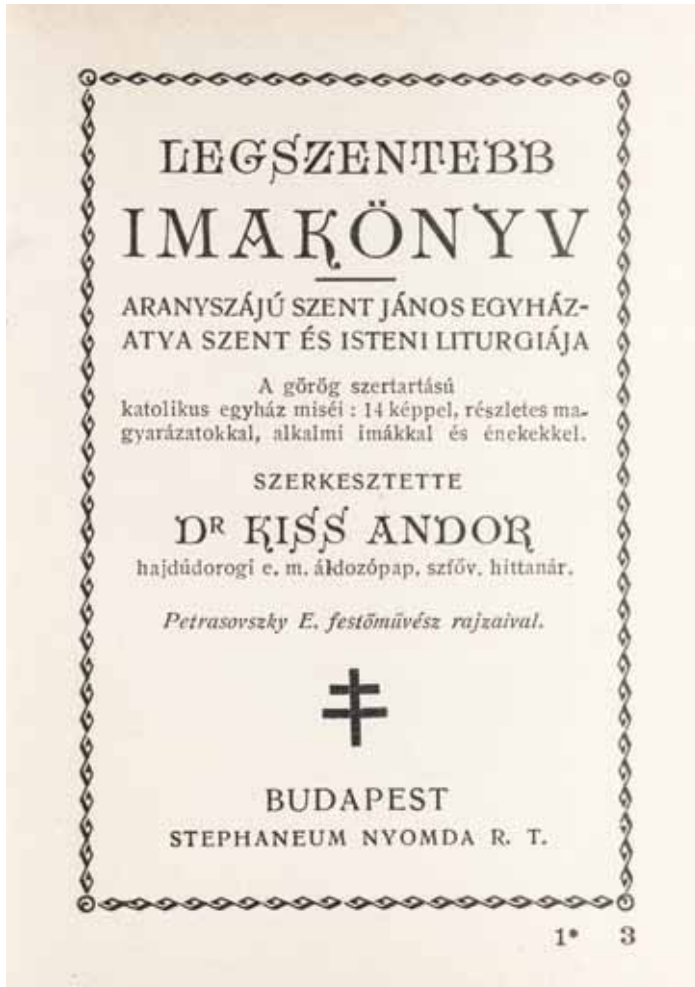 LEGSZENTEBB
IMAKÖNYV
ARANYSZÁJÚ SZENT JÁNOS EGYHÁZ-
ATYA SZENT ÉS ISTENI LITURGIÁJA
A görög szertartású
katolikus egyház miséi : 14 képpel, részletes ma-
gyarázatokkal, alkalmi imákkal és énekekkel.
SZERKESZTETTE
DR KISS ANDOR
hajdúdorogi e. m. áldozópap, szfőv. hittanár.
Petrasovszky E. festőművész rajzaival.
BUDAPEST
STEPHANEUM NYOMDA R. T.
1* 3